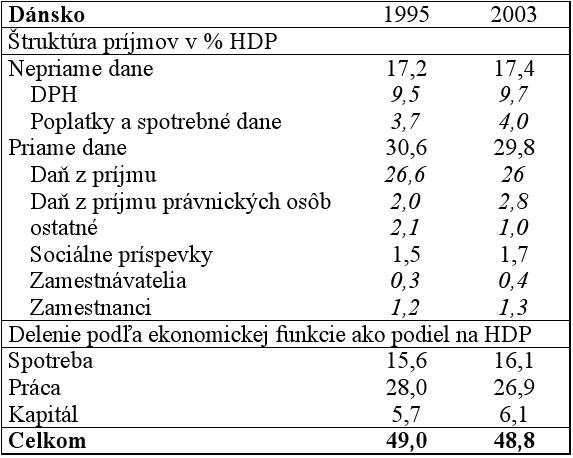 Dánsko 1995 2003
Štruktúra príjmov v % HDP
Nepriame dane 17,2 17,4
DPH 9,5 9,7
Poplatky a spotrebné dane 3,7 4,0
Priame dane 30,6 29,8
Daň z príjmu 26,6 26
Daň z príjmu právnických osôb 2,0 2,8
ostatné 2,1 1,0
Sociálne príspevky 1,5 1,7
Zamestnávatelia 0,3 0,4
Zamestnanci 1,2 1,3
Delenie podľa ekonomickej funkcie ako podiel na HDP
Spotreba 15,6 16,1
Práca 28,0 26,9
Kapitál 5,7 6,1
Celkom 49,0 48,8